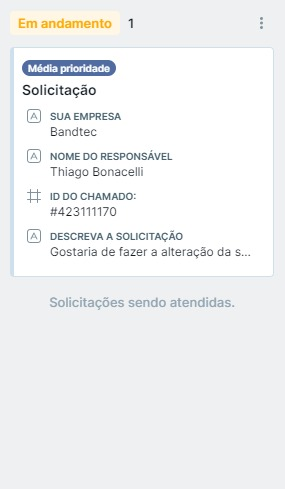 Em andamento 1
Média prioridade
Solicitação
SUA EMPRESA
Bandtec
NOME DO RESPONSÁVEL
Thiago Bonacelli
ID DO CHAMADO:
#423111170
DESCREVA A SOLICITAÇÃO
Gostaria de fazer a alteração da s...
Solicitações sendo atendidas.